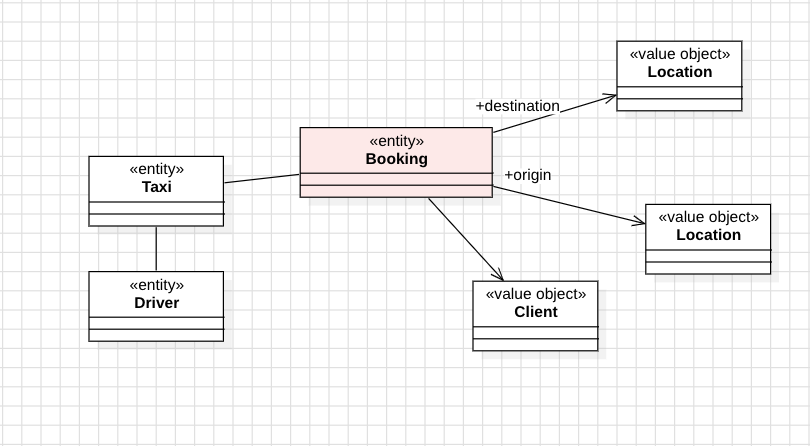 «value object»
Location
+destination
«entity»
Booking
«entity»
Taxi
+origin
«value object»
Location
«entity»
Driver
«value object»
Client